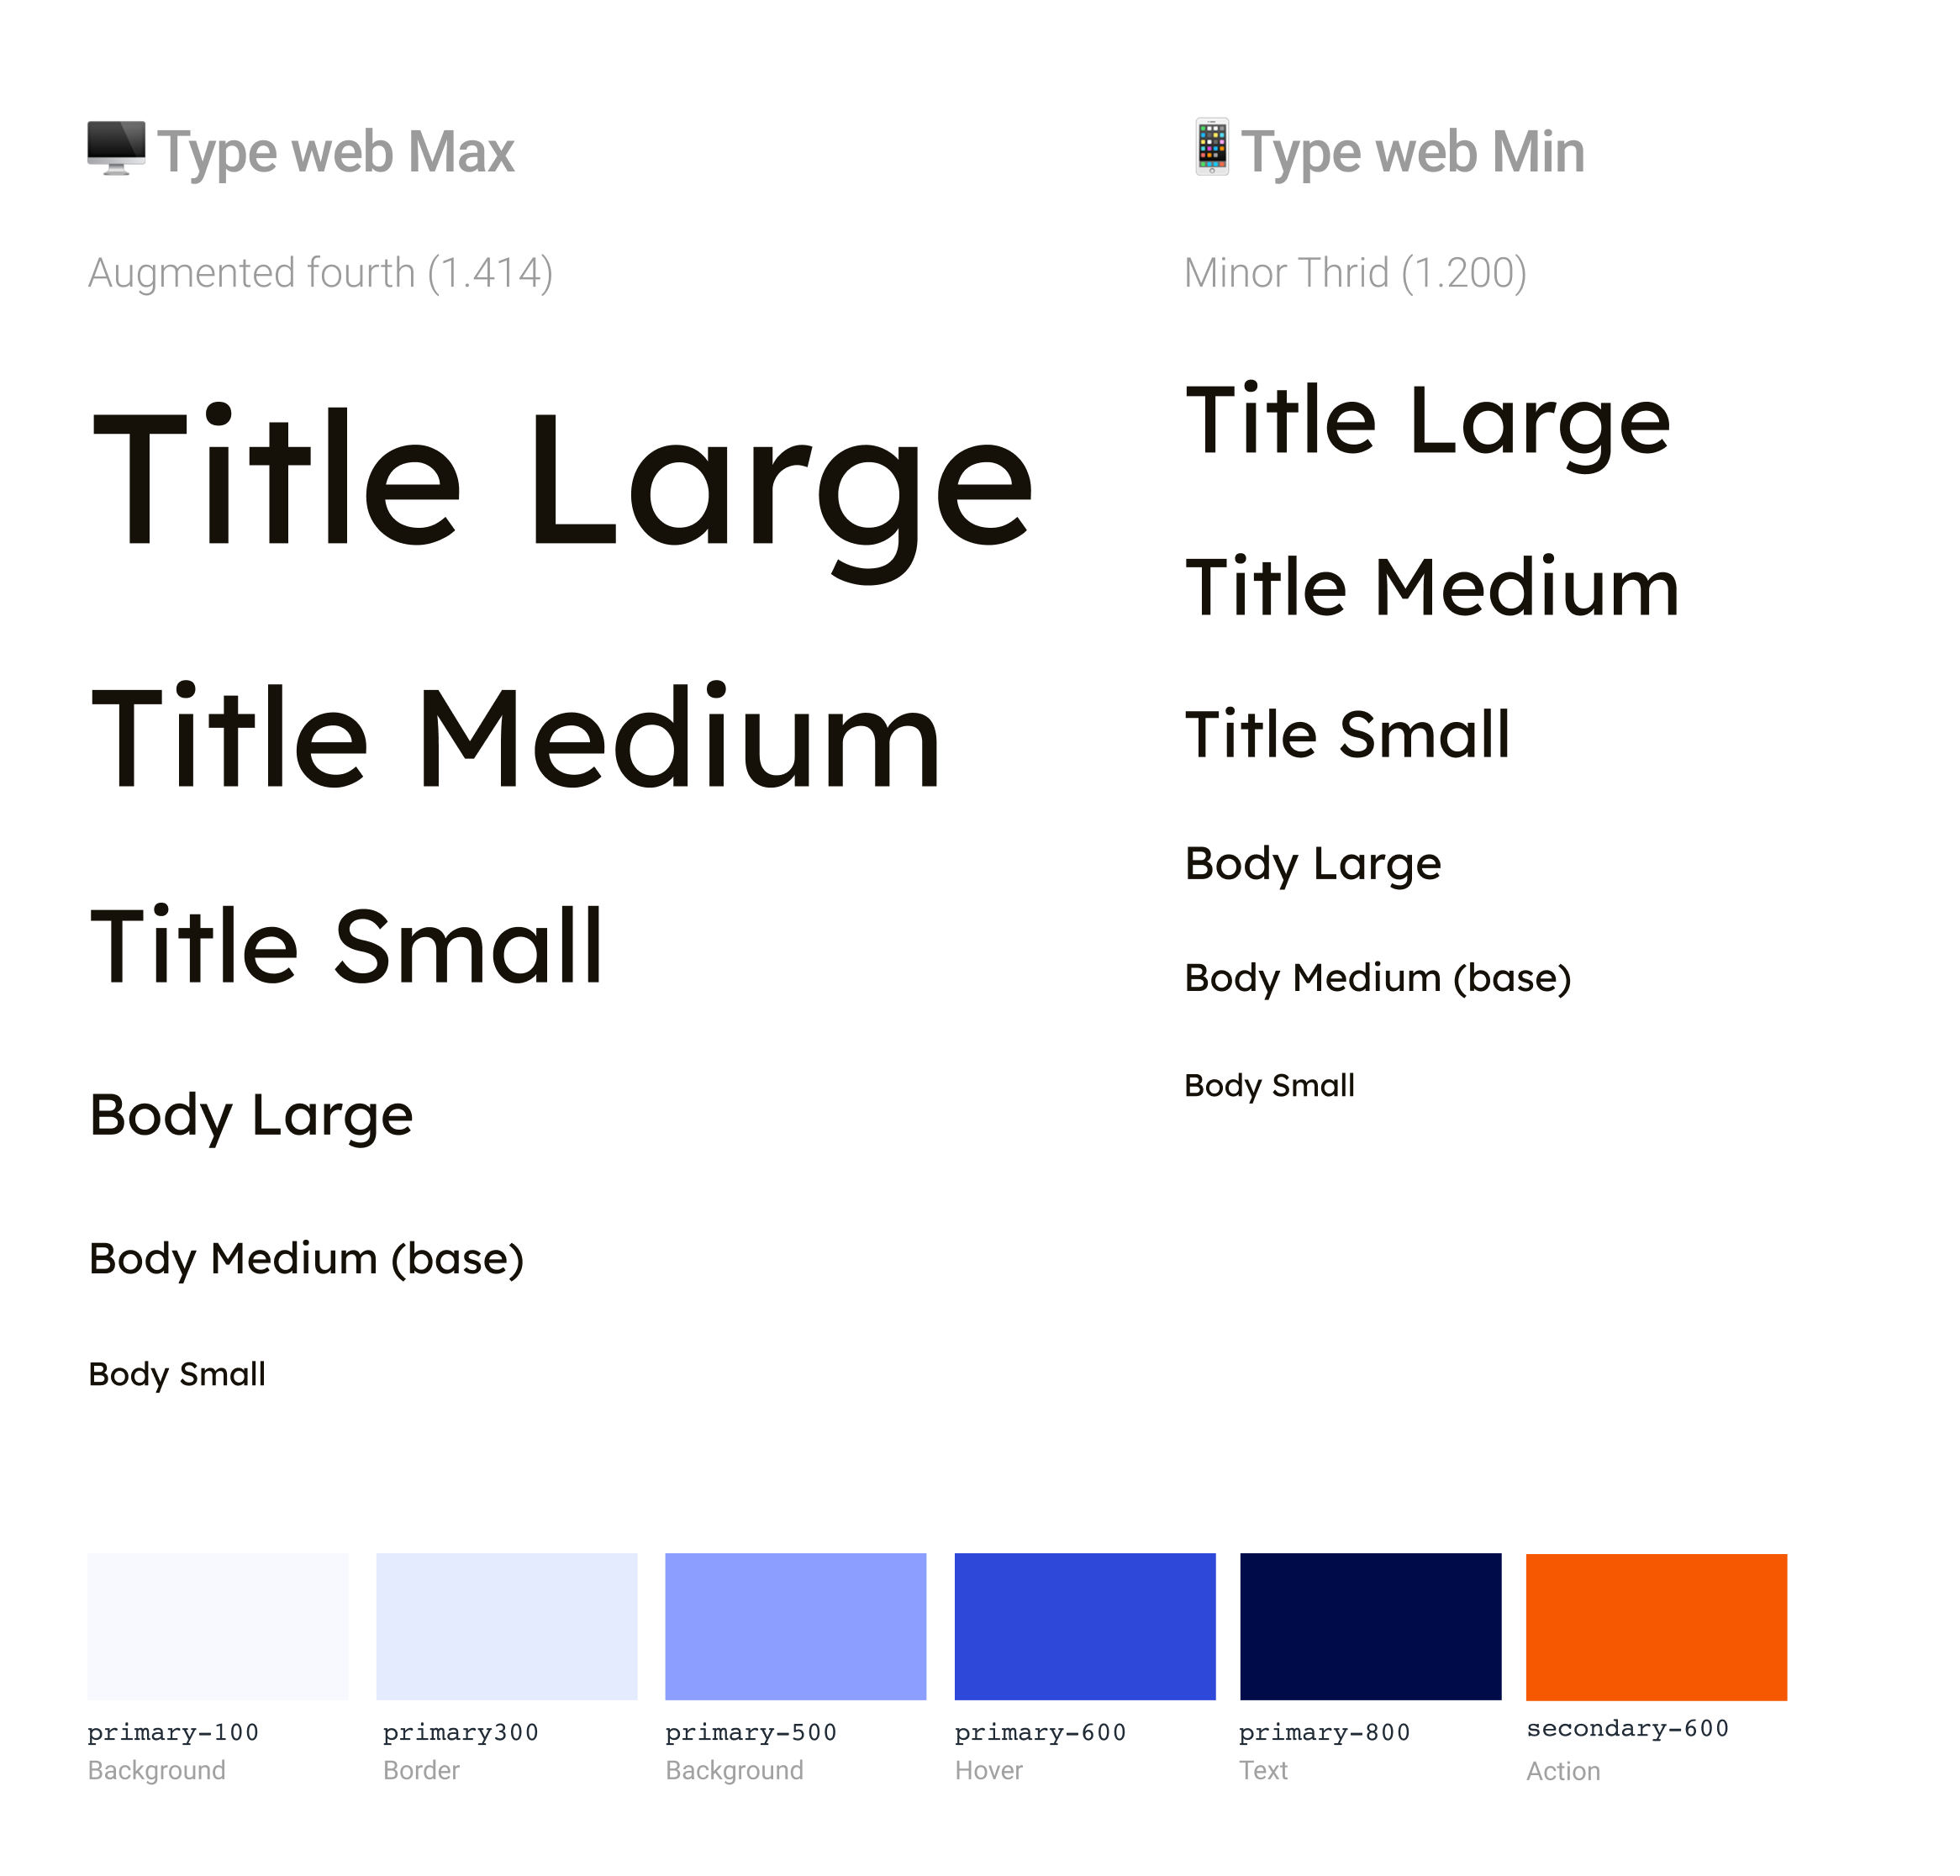 Type web Max
Augmented fourth (1.414)
Title Large
Title Medium
Title Small
Body Large
Body Medium (base)
Body Small
Type web Min
Minor Thrid (1.200)
Title Large
Title Medium
Title Small
Body Large
Body Medium (base)
Body Small
primary-100
Background
primary300
Border
primary-500
Background
primary-600
Hover
primary-800
Text
secondary-600
Action